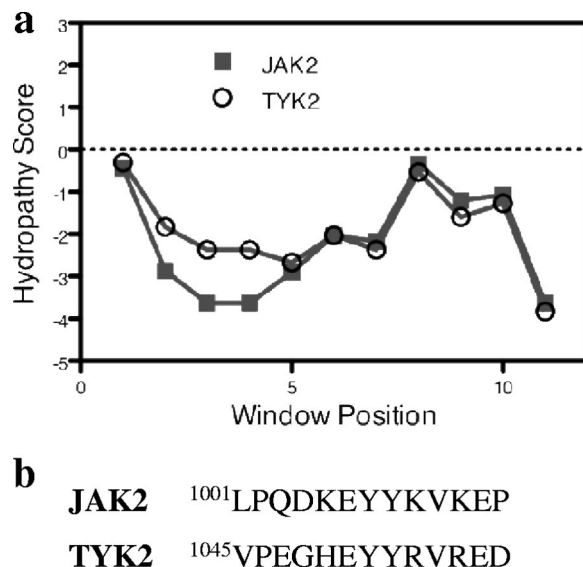 a
3
2
1
0
-1
-2
-3
-4
-5
Hydropathy Score
JAK2
TYK2
0
5
10
Window Position
b
JAK2 ¹⁰⁰¹LPQDKEYYKVKEP
TYK2 ¹⁰⁴⁵VPEGHEYYRVRED